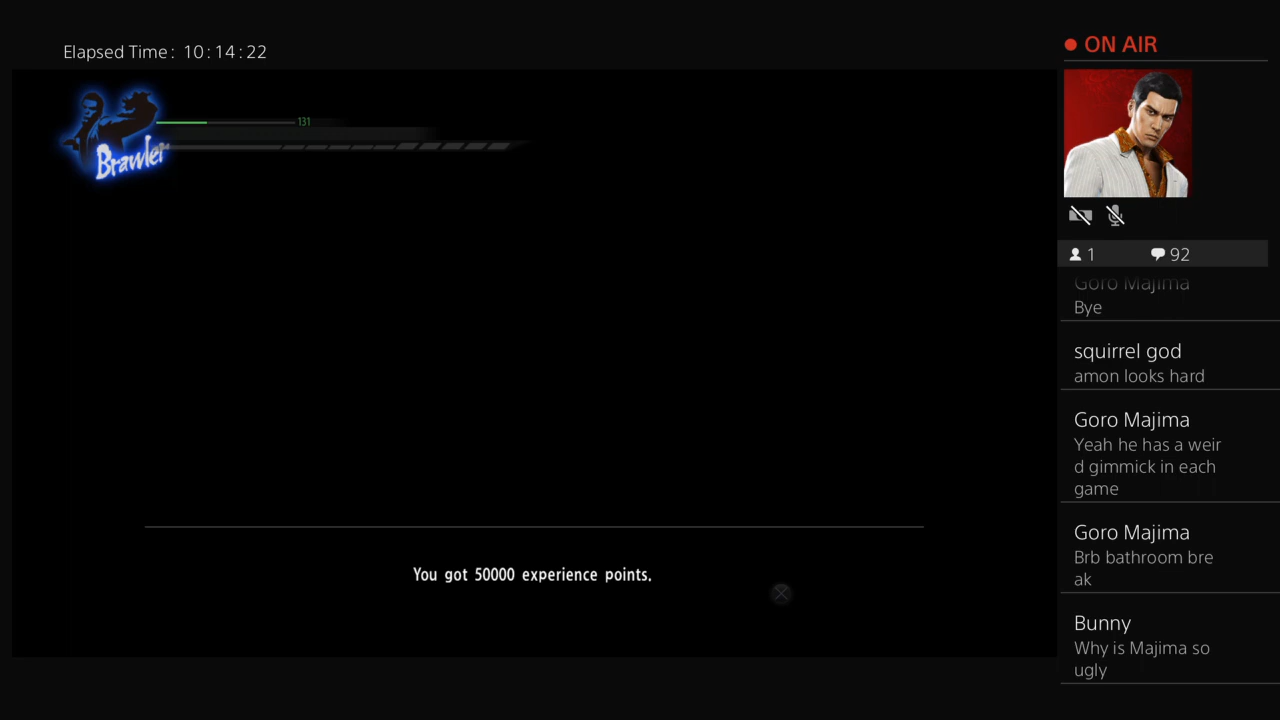 Elapsed Time: 10:14:22
ON AIR
Brawler
131
1 92
Goro Majima
Bye
squirrel god
amon looks hard
Goro Majima
Yeah he has a weir
d gimmick in each
game
Goro Majima
Brb bathroom bre
ak
Bunny
Why is Majima so
ugly
You got 50000 experience points.